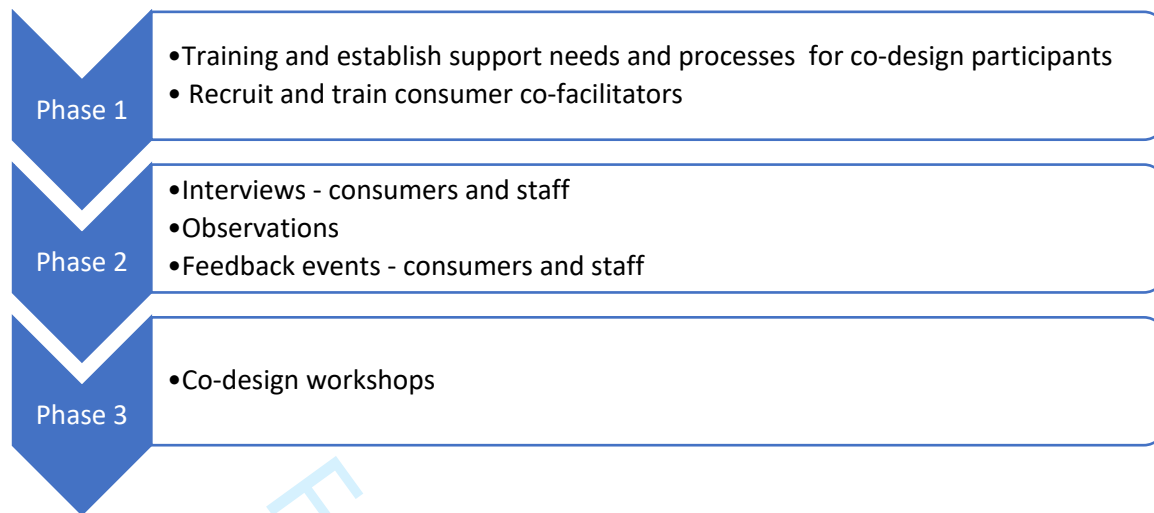 Phase 1
•Training and establish support needs and processes  for co-design participants
• Recruit and train consumer co-facilitators
Phase 2
•Interviews - consumers and staff
•Observations
•Feedback events - consumers and staff
Phase 3
•Co-design workshops